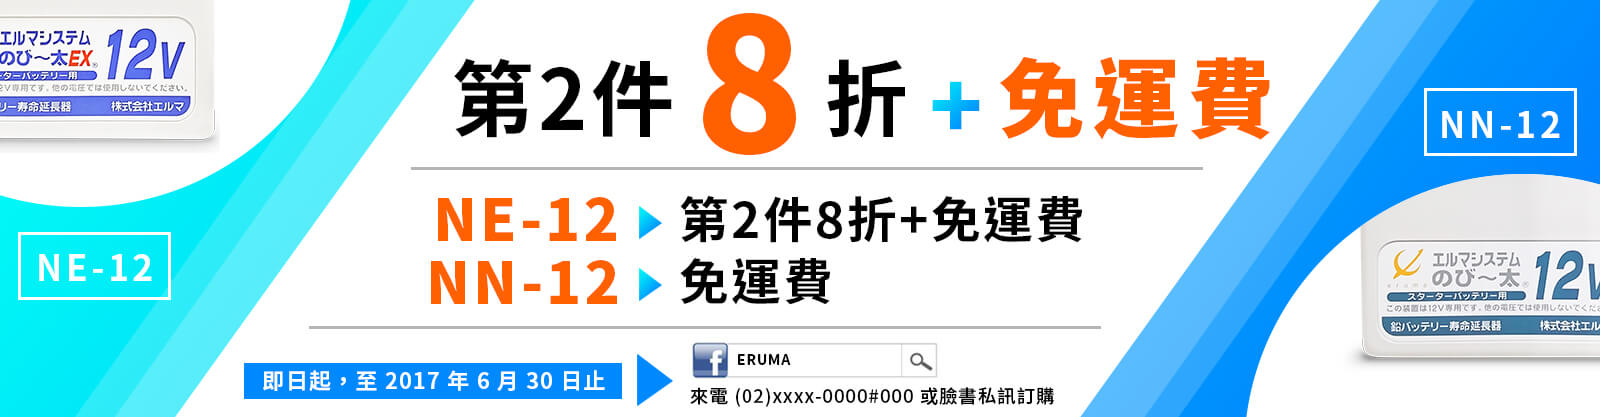 エルマシステム
のび～太EX® 12V
ーターバッテリー用
2V専用です。他の電圧では使用しないでください。
リー寿命延長器 株式会社エルマ
NE-12
第2件8折+免運費
NE-12 第2件8折+免運費
NN-12 免運費
即日起，至 2017 年 6 月 30 日止
ERUMA
來電 (02)xxxx-0000#000 或臉書私訊訂購
NN-12
エルマシステム
eruma のび～太® 12V
スターターバッテリー用
この装置は12V専用です。他の電圧では使用しないでくださ
鉛バッテリー寿命延長器 株式会社エル